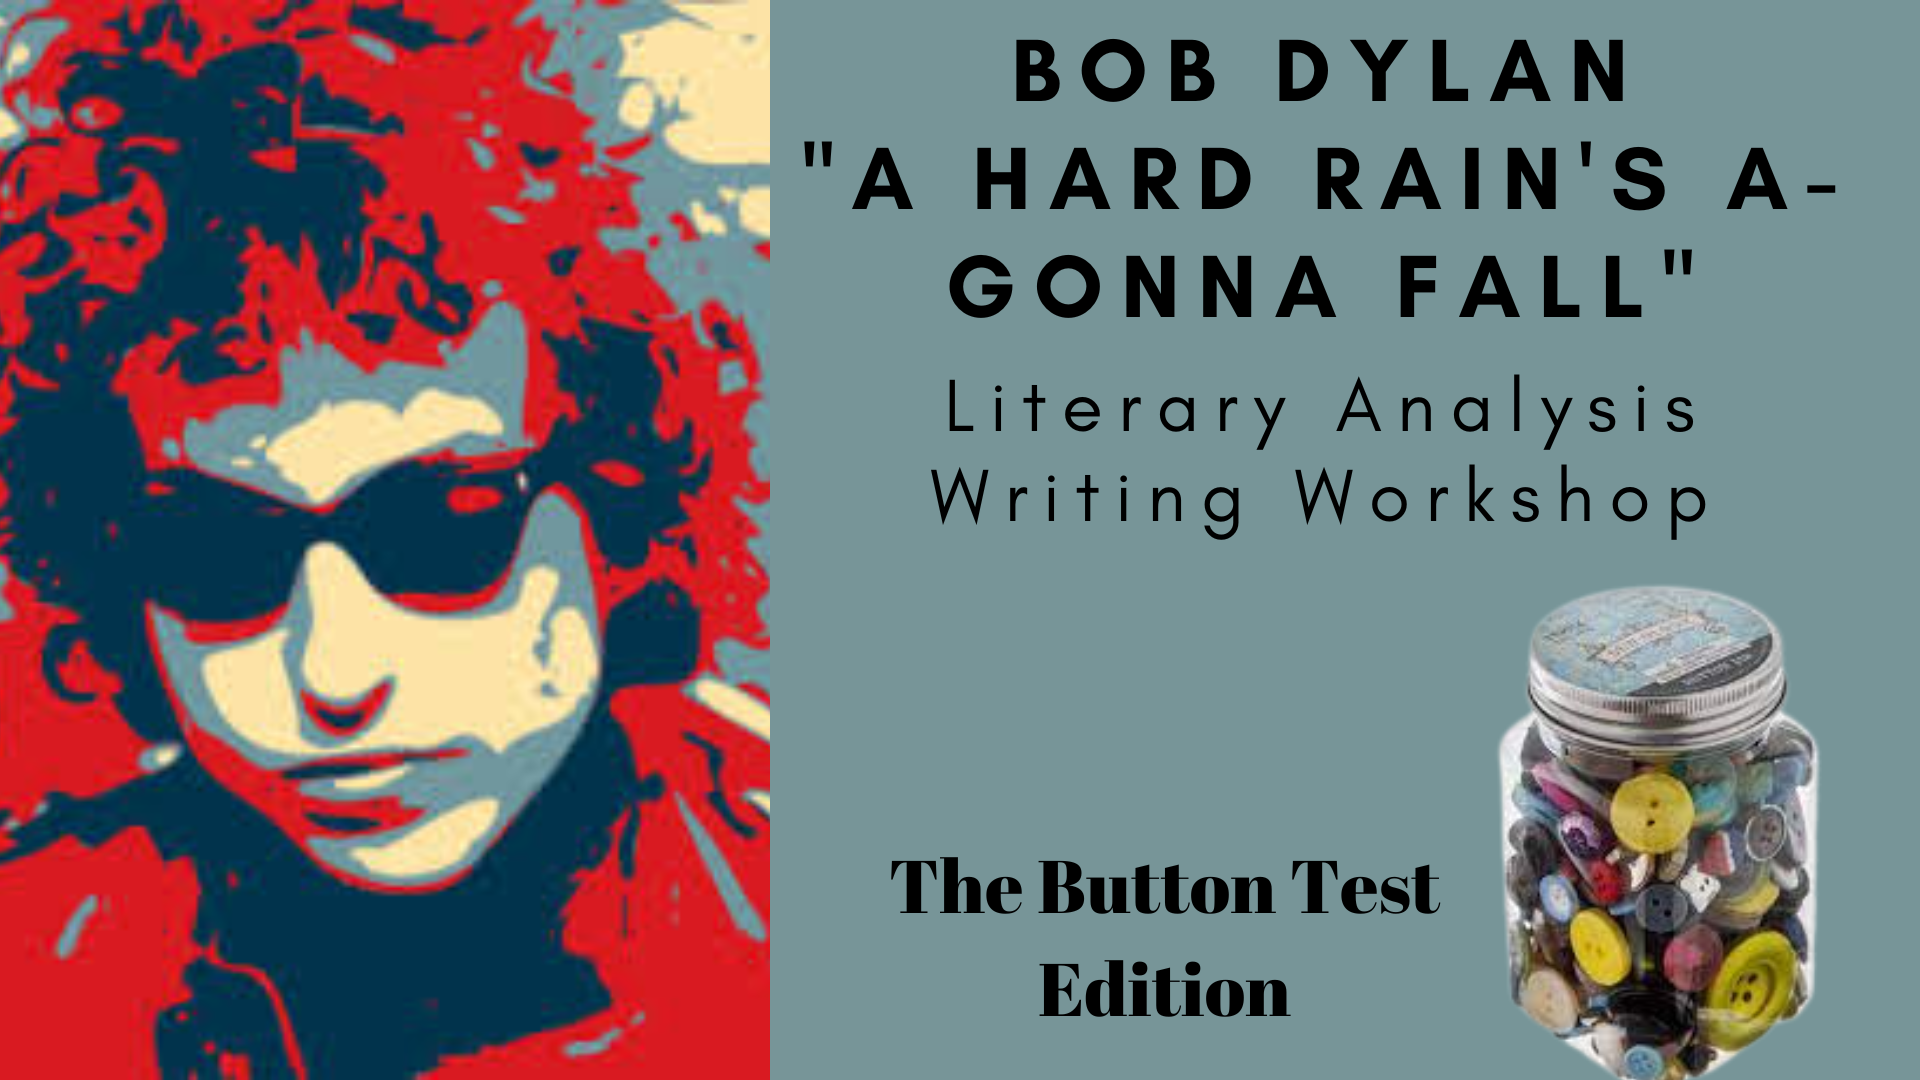 BOB DYLAN
"A HARD RAIN'S A-
GONNA FALL"
Literary Analysis
Writing Workshop
The Button Test
Edition